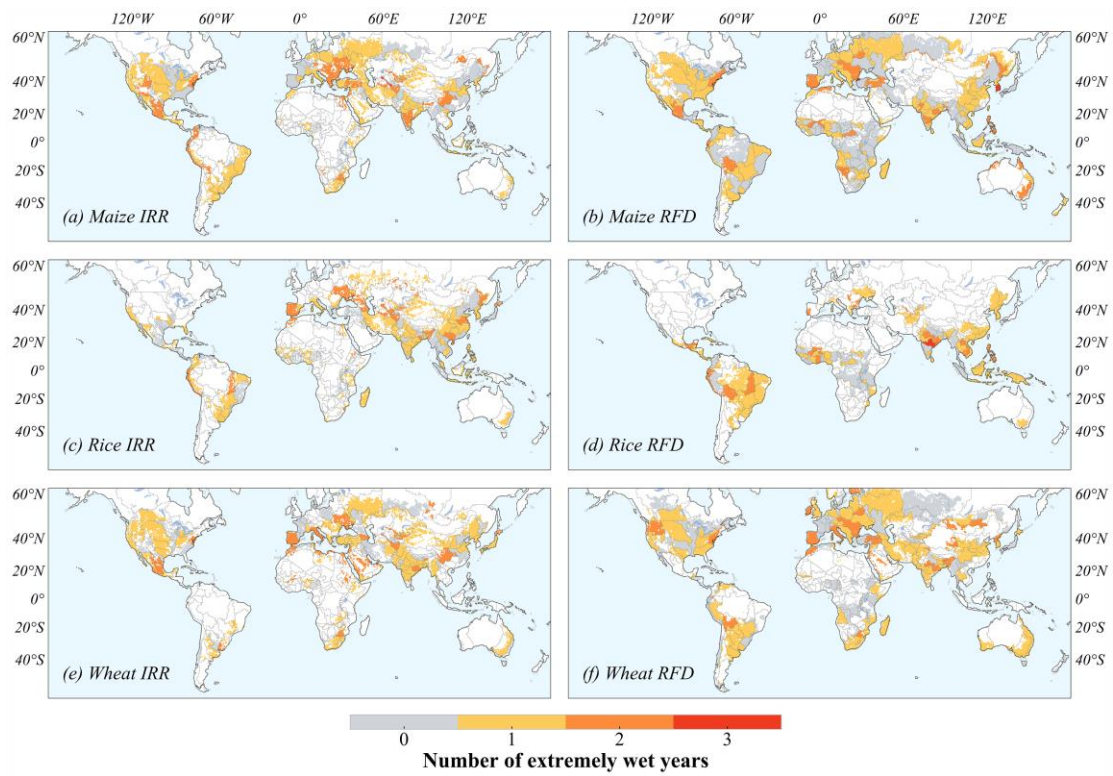 120°W 60°W 0° 60°E 120°E 120°W 60°W 0° 60°E 120°E
60°N 60°N
40°N 40°N
20°N 20°N
0° 0°
20°S 20°S
40°S 40°S
(a) Maize IRR (b) Maize RFD
60°N 60°N
40°N 40°N
20°N 20°N
0° 0°
20°S 20°S
40°S 40°S
(c) Rice IRR (d) Rice RFD
60°N 60°N
40°N 40°N
20°N 20°N
0° 0°
20°S 20°S
40°S 40°S
(e) Wheat IRR (f) Wheat RFD
0 1 2 3
Number of extremely wet years